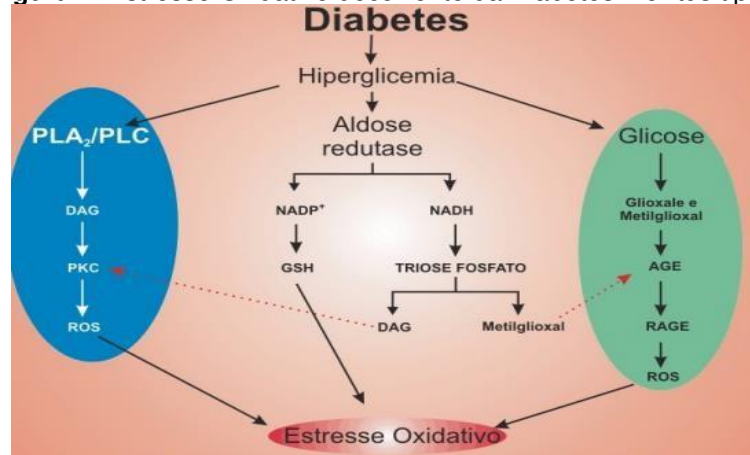 Diabetes
Hiperglicemia
PLA₂/PLC
DAG
PKC
ROS
Aldose
redutase
NADP⁺
GSH
NADH
TRIOSE FOSFATO
DAG
Metilglioxal
Glicose
Glioxale e
Metilglioxal
AGE
RAGE
ROS
Estresse Oxidativo